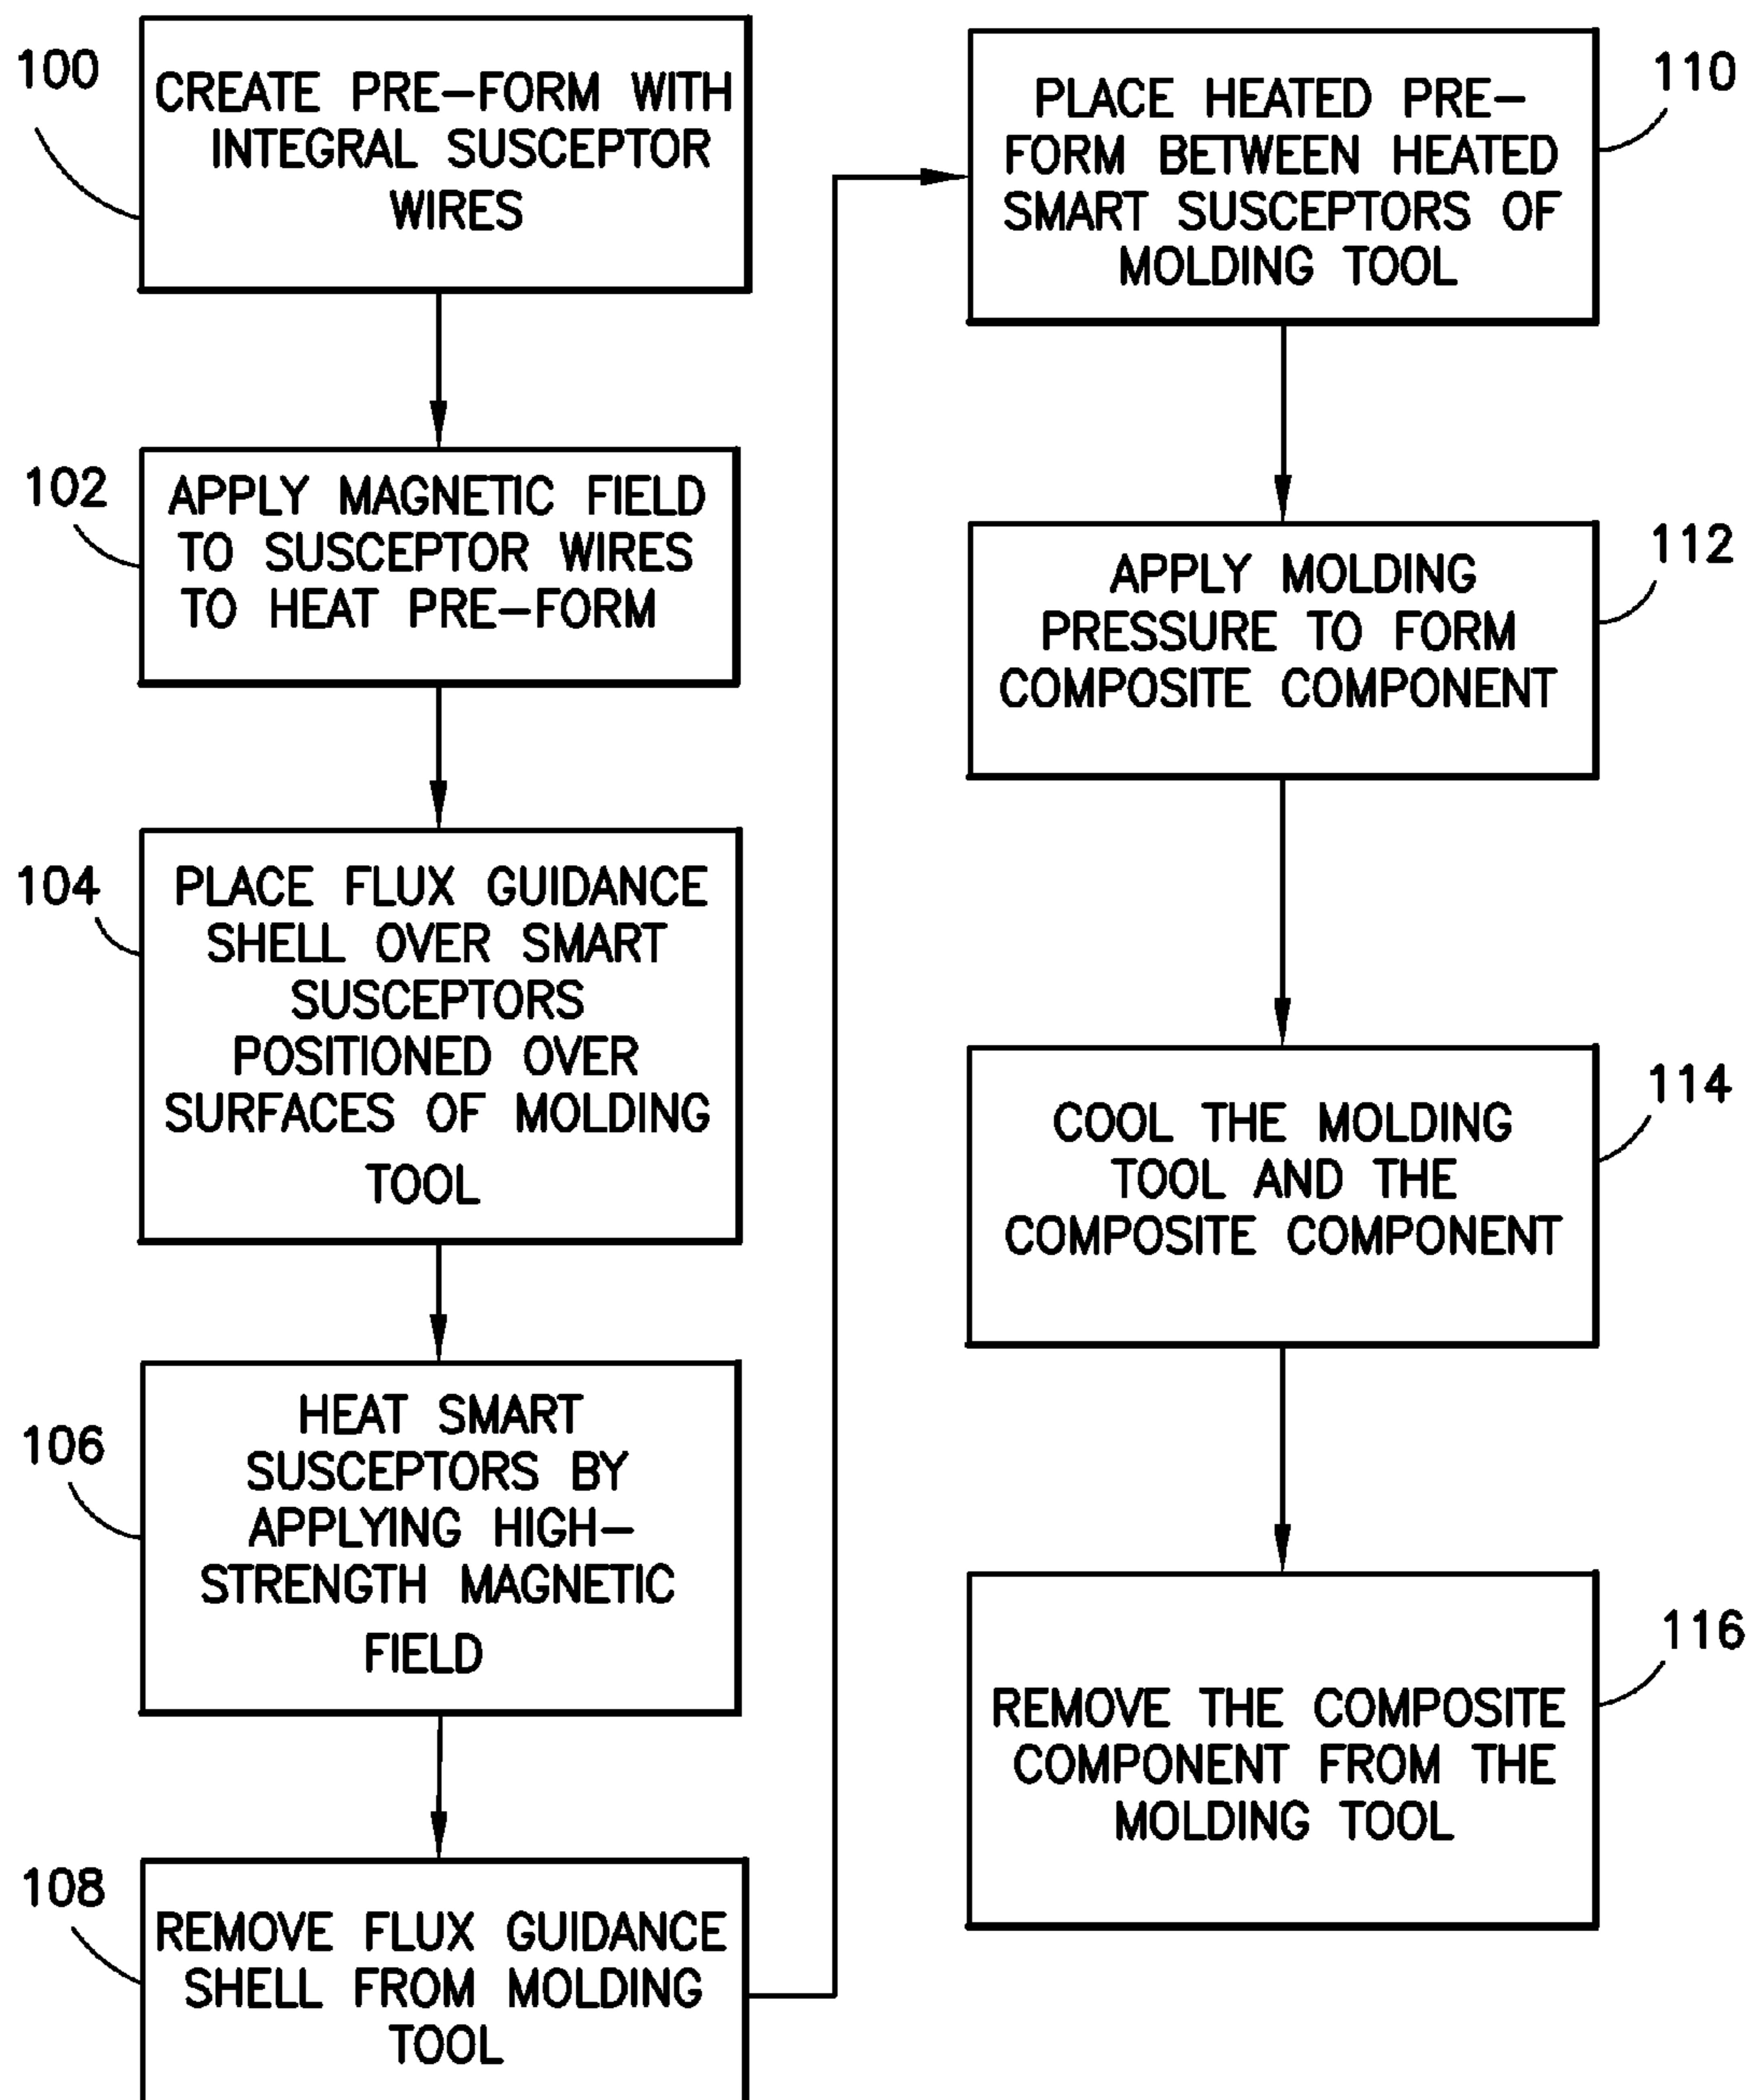 100
CREATE PRE-FORM WITH
INTEGRAL SUSCEPTOR
WIRES
102
APPLY MAGNETIC FIELD
TO SUSCEPTOR WIRES
TO HEAT PRE-FORM
104
PLACE FLUX GUIDANCE
SHELL OVER SMART
SUSCEPTORS
POSITIONED OVER
SURFACES OF MOLDING
TOOL
106
HEAT SMART
SUSCEPTORS BY
APPLYING HIGH-
STRENGTH MAGNETIC
FIELD
108
REMOVE FLUX GUIDANCE
SHELL FROM MOLDING
TOOL
110
PLACE HEATED PRE-
FORM BETWEEN HEATED
SMART SUSCEPTORS OF
MOLDING TOOL
112
APPLY MOLDING
PRESSURE TO FORM
COMPOSITE COMPONENT
114
COOL THE MOLDING
TOOL AND THE
COMPOSITE COMPONENT
116
REMOVE THE COMPOSITE
COMPONENT FROM THE
MOLDING TOOL